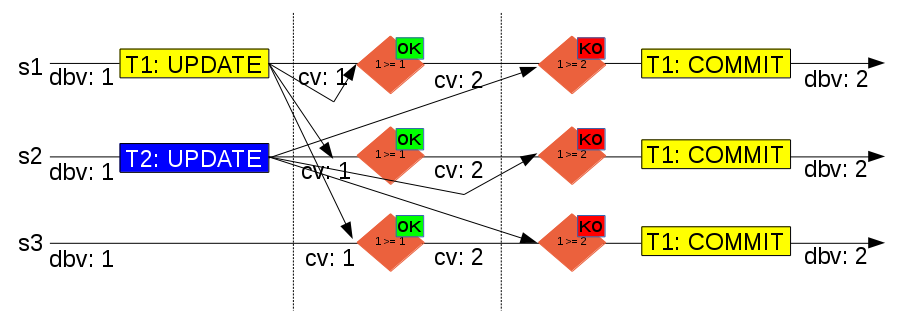 OK
KO
s1
T1: UPDATE
1 >= 1
1 >= 2
T1: COMMIT
dbv: 1
cv: 1
cv: 2
dbv: 2
OK
KO
s2
T2: UPDATE
1 >= 1
1 >= 2
T1: COMMIT
dbv: 1
cv: 1
cv: 2
dbv: 2
OK
KO
s3
1 >= 1
1 >= 2
T1: COMMIT
dbv: 1
cv: 1
cv: 2
dbv: 2